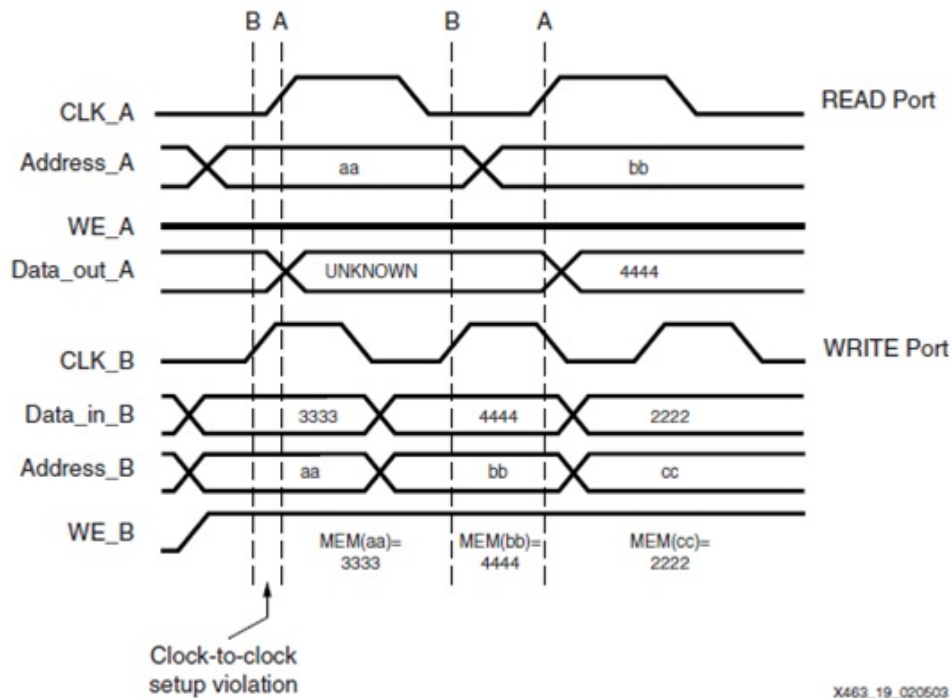 B A B A
CLK_A
READ Port
Address_A
aa
bb
WE_A
Data_out_A
UNKNOWN
4444
CLK_B
WRITE Port
Data_in_B
3333
4444
2222
Address_B
aa
bb
cc
WE_B
MEM(aa)=
3333
MEM(bb)=
4444
MEM(cc)=
2222
Clock-to-clock
setup violation
X463_19_020503